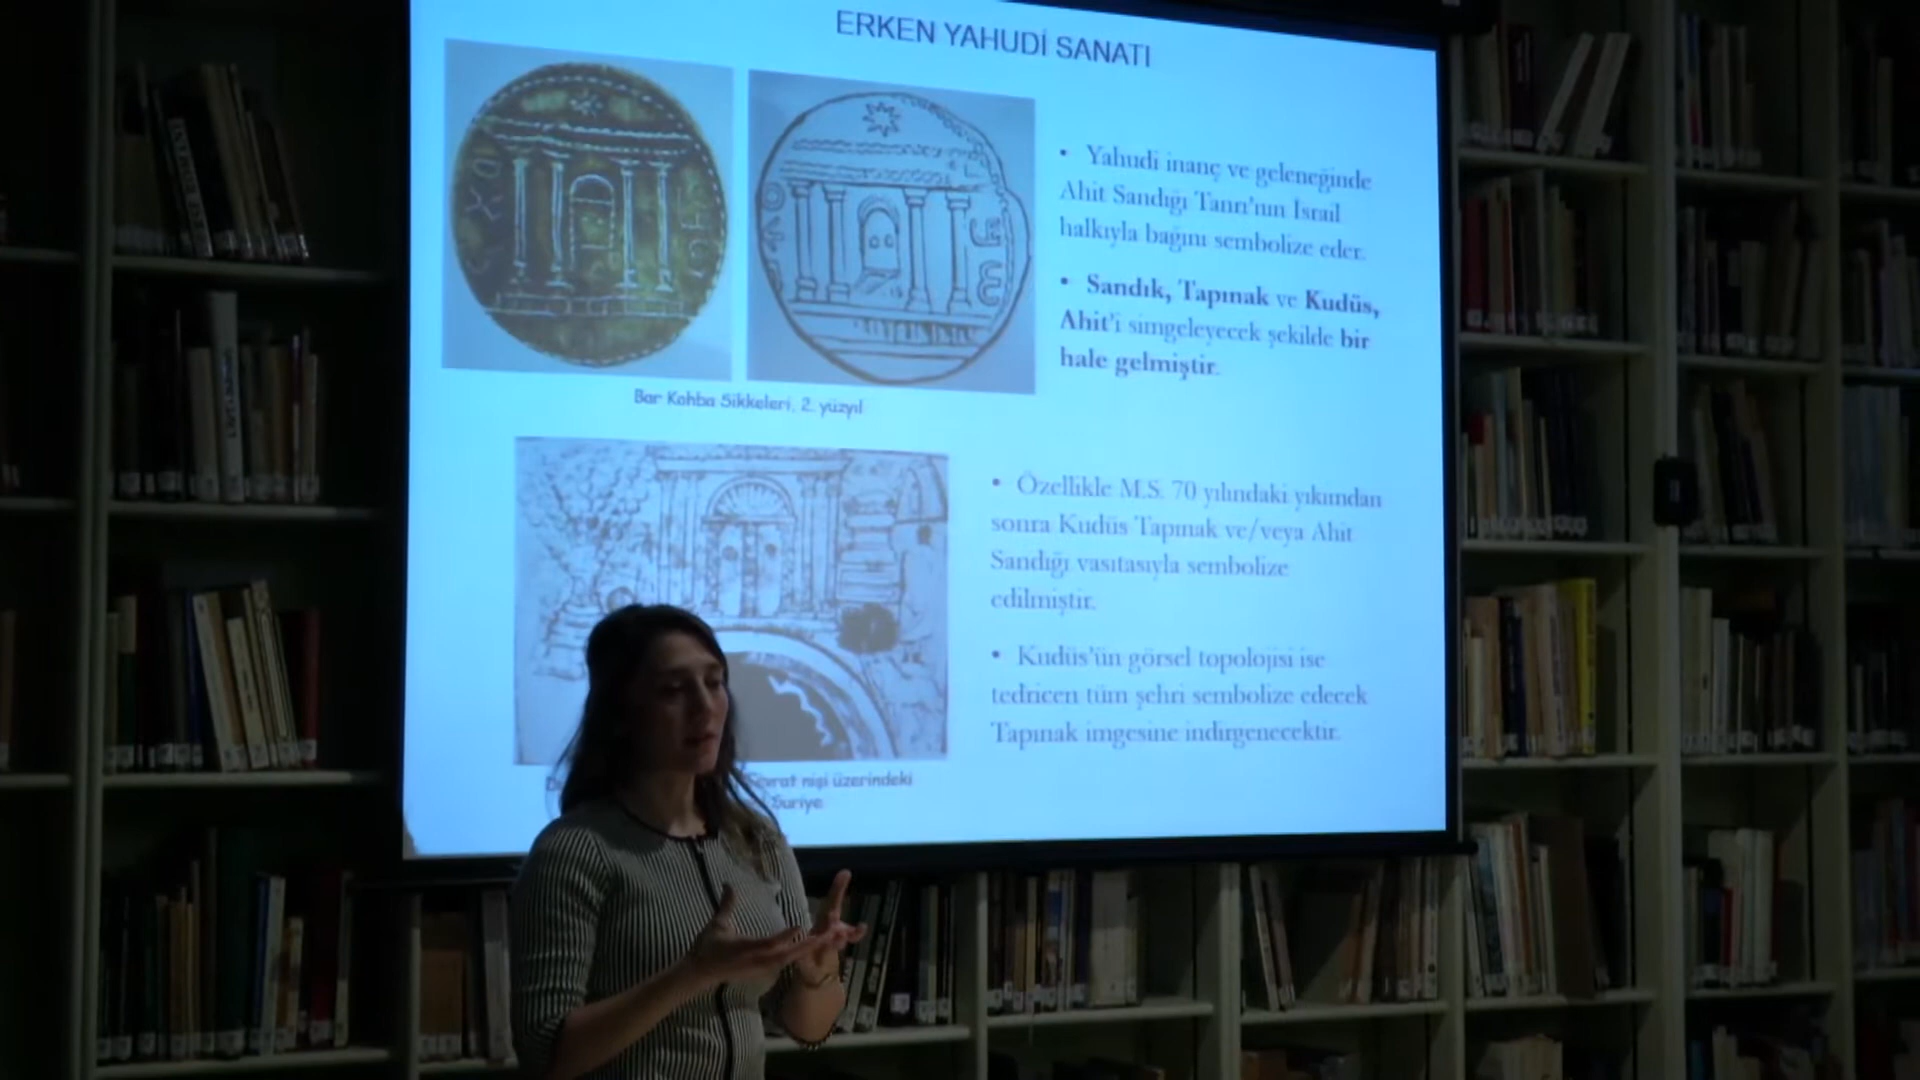 ERKEN YAHUDİ SANATI
• Yahudi inanç ve geleneğinde
Ahit Sandığı Tanrı'nın İsrail
halkıyla bağını sembolize eder.
• Sandık, Tapınak ve Kudüs,
Ahit'i simgeleyecek şekilde bir
hale gelmiştir.
Bar Kohba Sikkeleri, 2. yüzyıl
• Özellikle M.S. 70 yılındaki yıkımdan
sonra Kudüs Tapınak ve/veya Ahit
Sandığı vasıtasıyla sembolize
edilmiştir.
• Kudüs'ün görsel topolojisi ise
tedricen tüm şehri sembolize edecek
Tapınak imgesine indirgenecektir.
nişi üzerindeki
Suriye